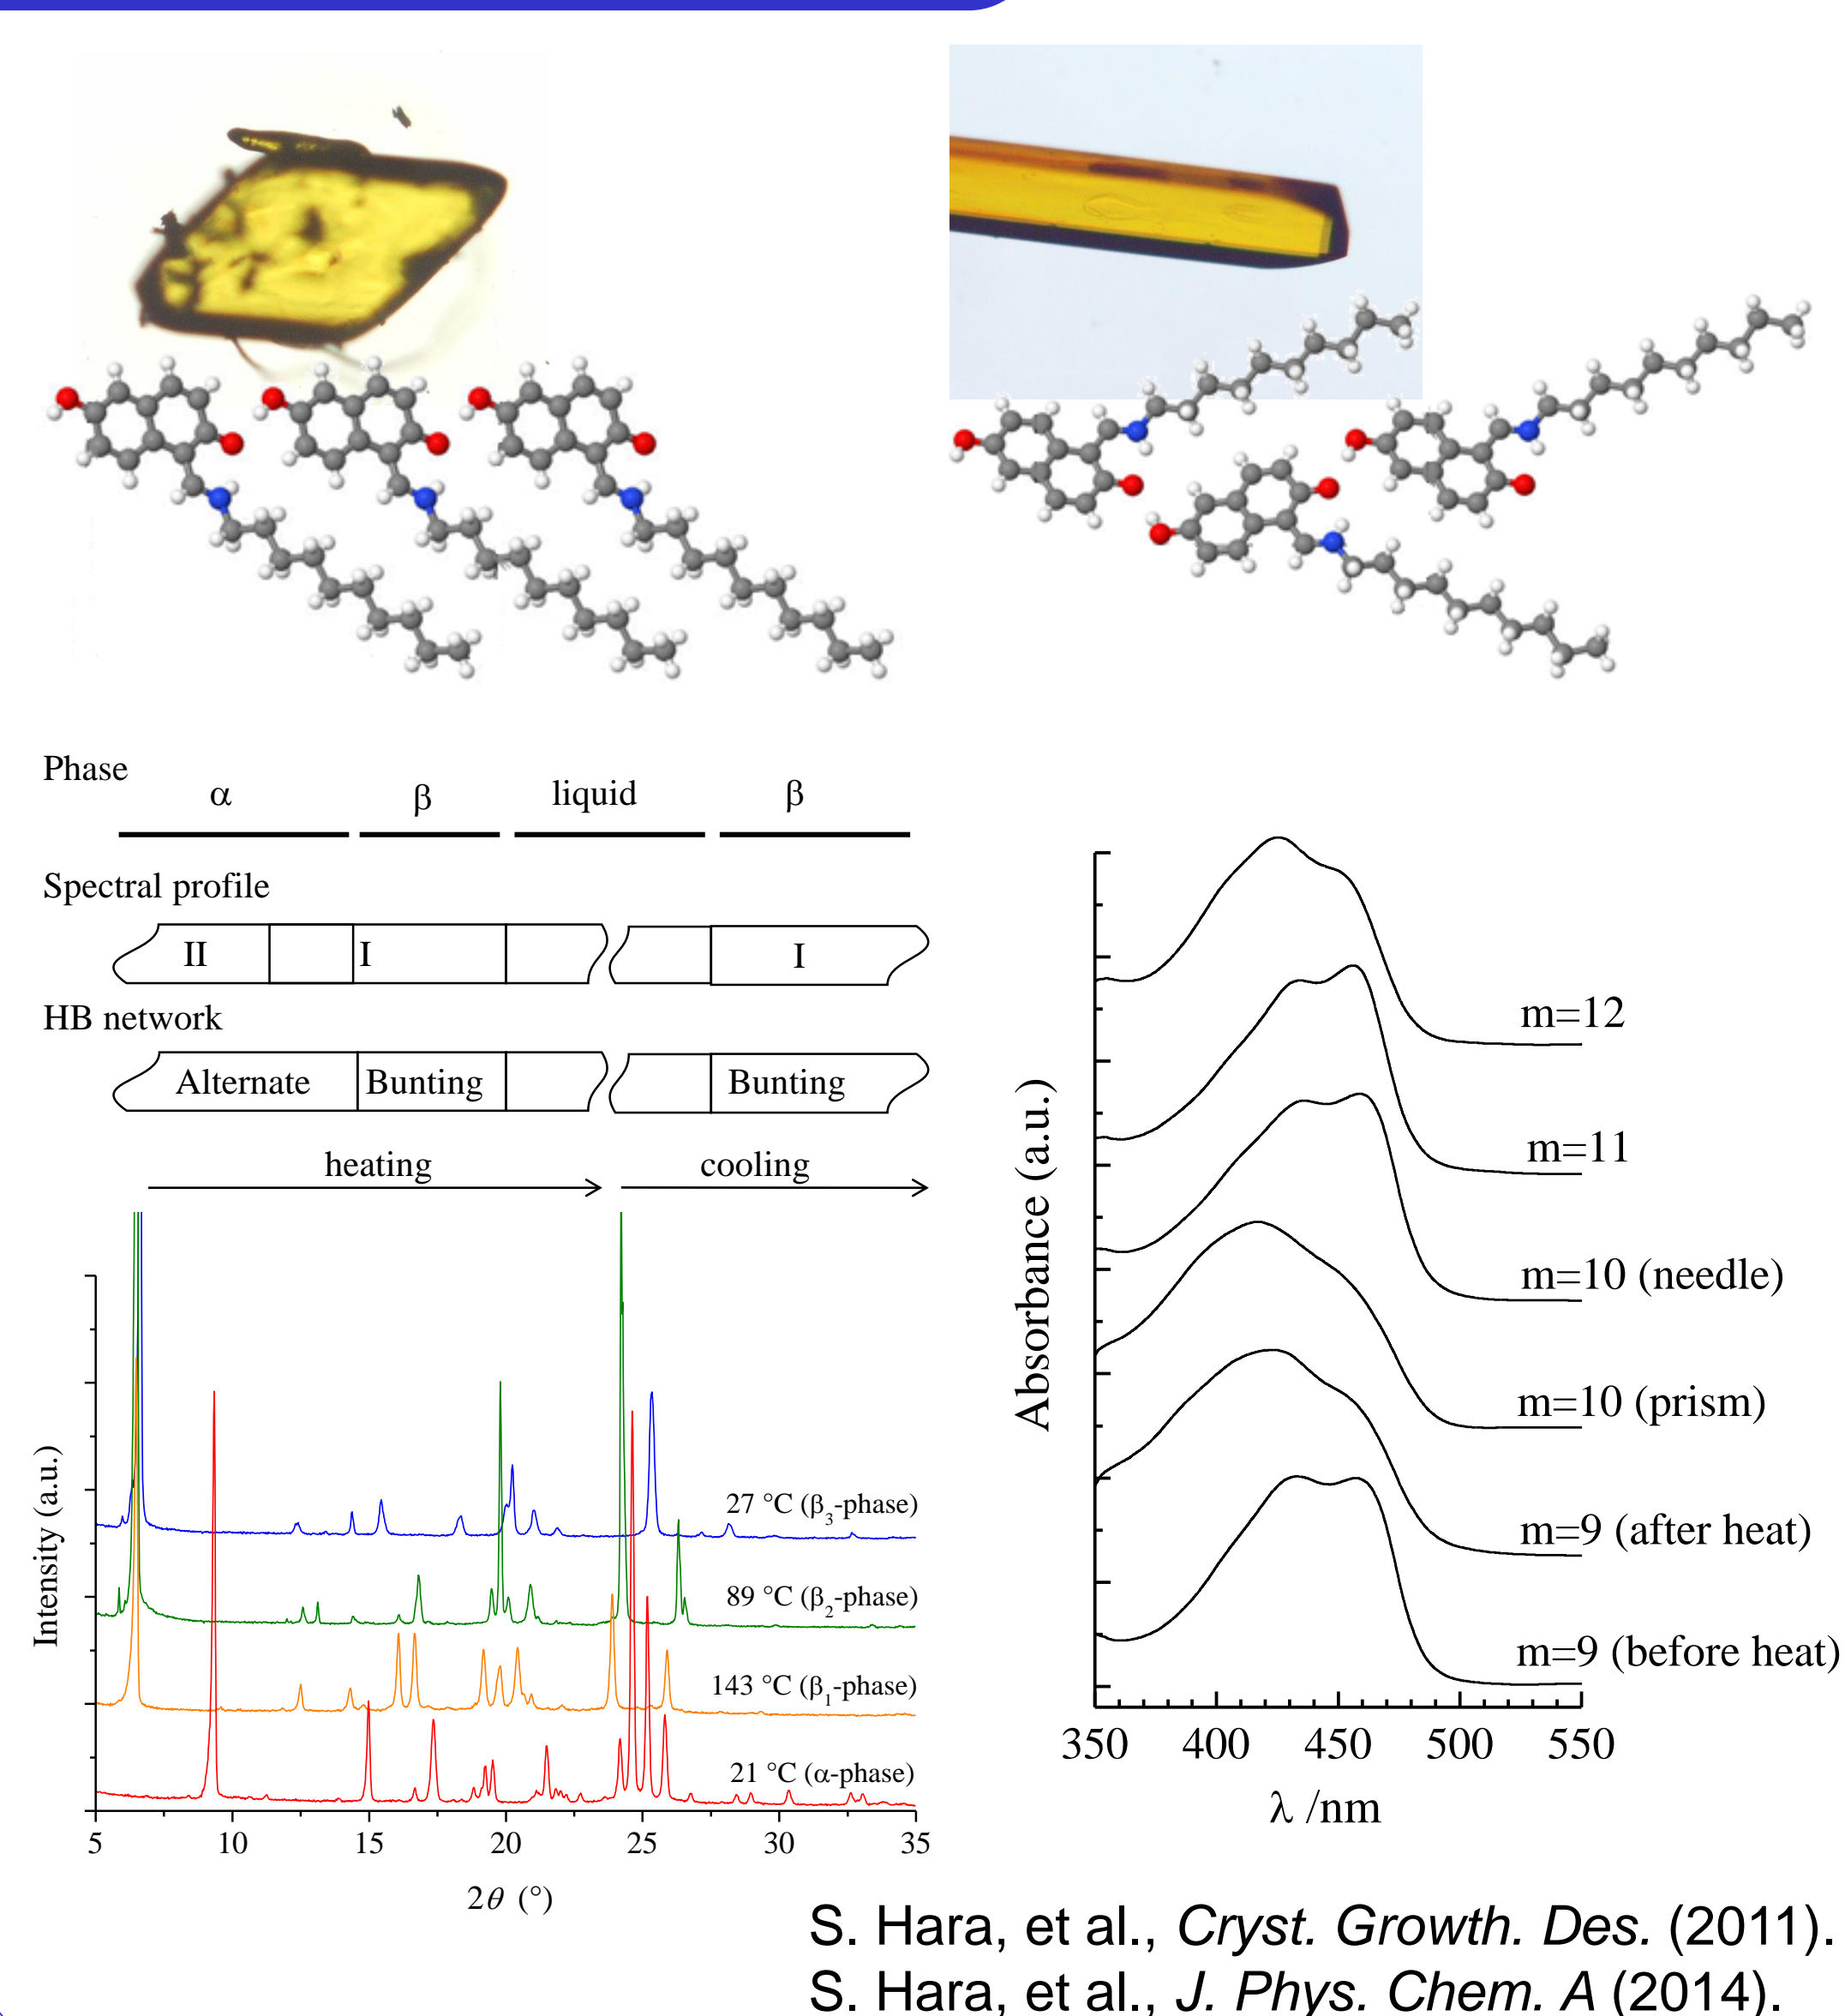 Phase
α β liquid β
Spectral profile
II I I
HB network
Alternate Bunting Bunting
heating cooling
Intensity (a.u.)
27 °C (β3-phase)
89 °C (β2-phase)
143 °C (β1-phase)
21 °C (α-phase)
5 10 15 20 25 30 35
2θ (°)
Absorbance (a.u.)
m=12
m=11
m=10 (needle)
m=10 (prism)
m=9 (after heat)
m=9 (before heat)
350 400 450 500 550
λ /nm
S. Hara, et al., Cryst. Growth. Des. (2011).
S. Hara, et al., J. Phys. Chem. A (2014).